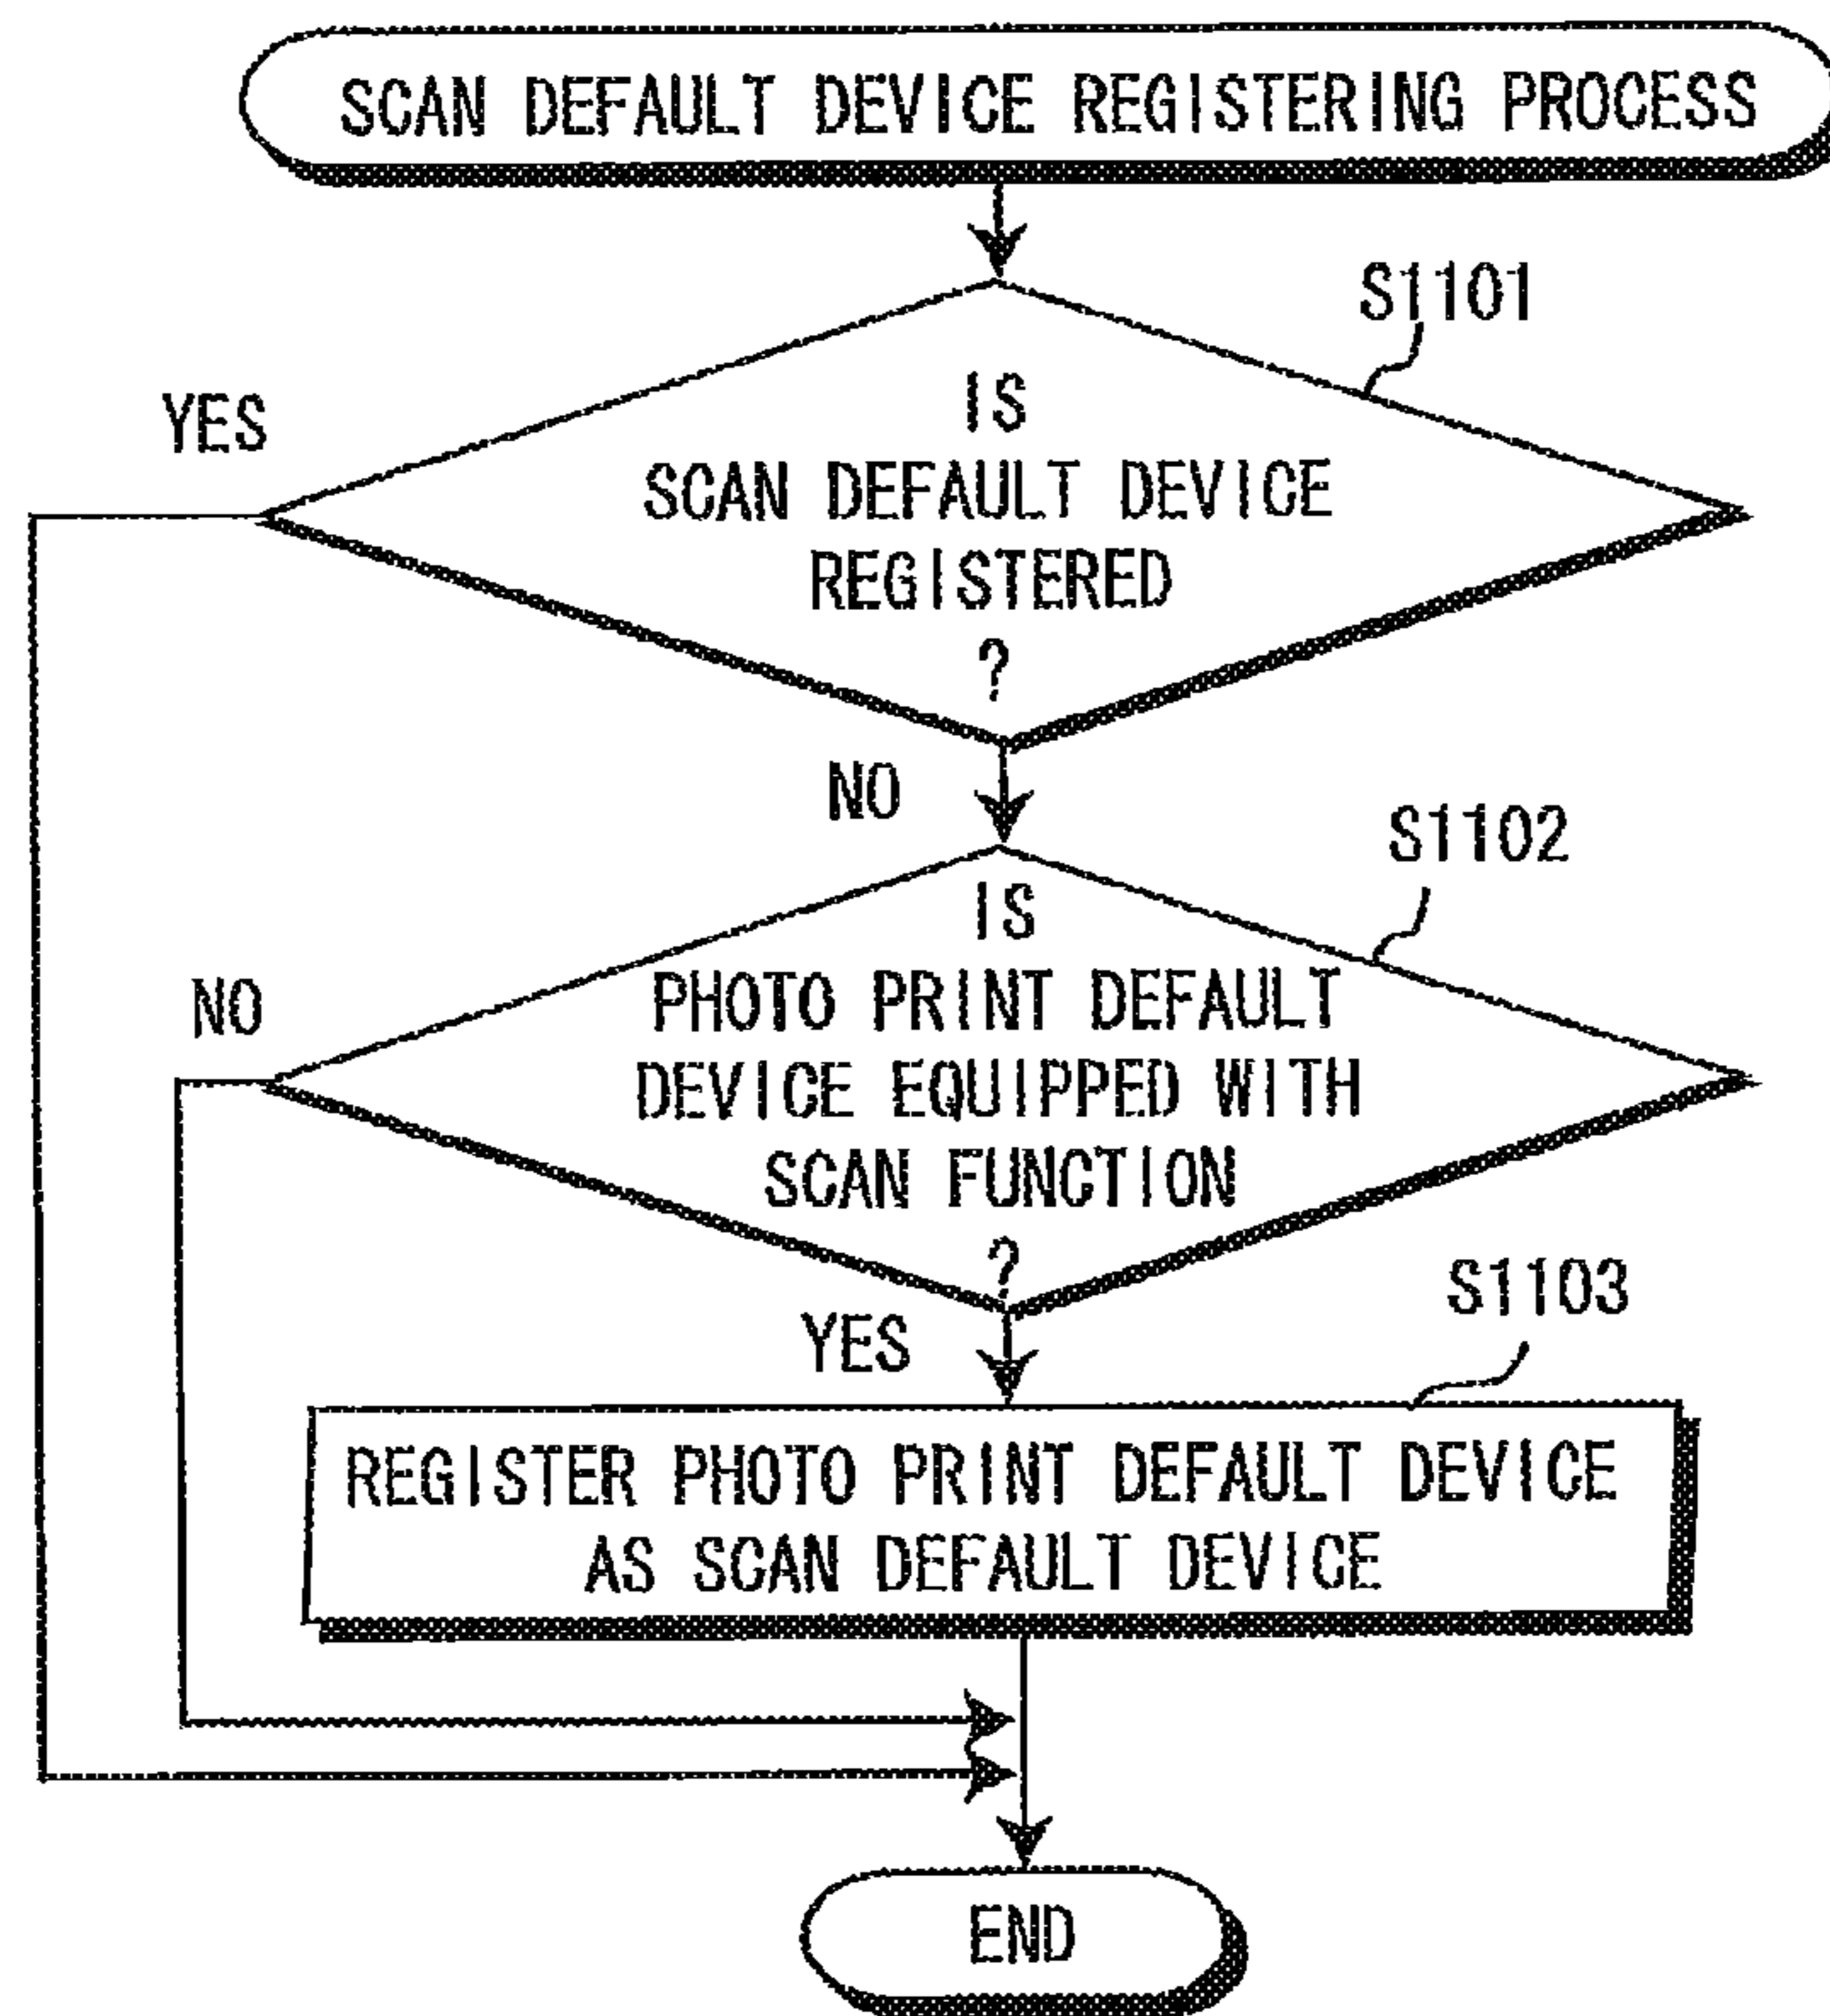 SCAN DEFAULT DEVICE REGISTERING PROCESS
S1101
YES
IS
SCAN DEFAULT DEVICE
REGISTERED
?
NO
S1102
IS
NO
PHOTO PRINT DEFAULT
DEVICE EQUIPPED WITH
SCAN FUNCTION
?
S1103
YES
REGISTER PHOTO PRINT DEFAULT DEVICE
AS SCAN DEFAULT DEVICE
END